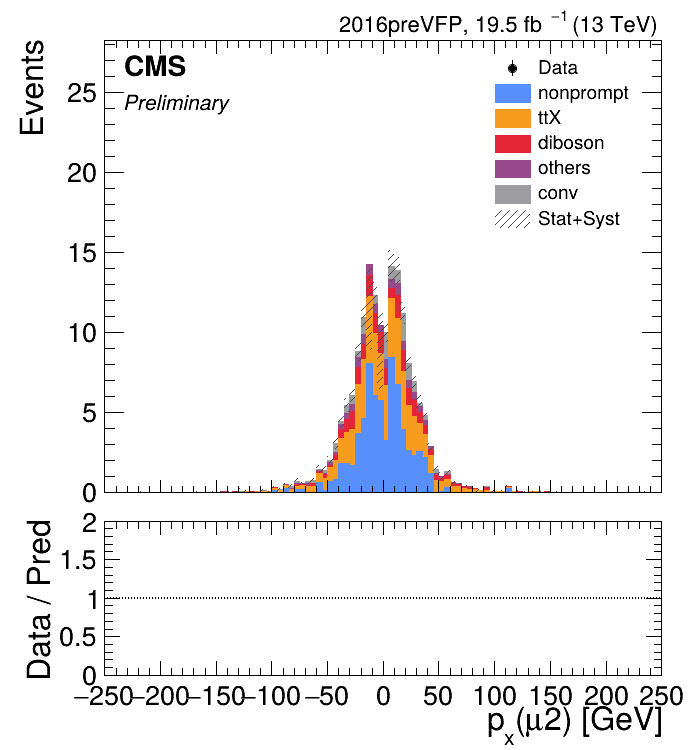 2016preVFP, 19.5 fb⁻¹ (13 TeV)
CMS
Preliminary
Events
25
20
15
10
5
0
Data
nonprompt
ttX
diboson
others
conv
Stat+Syst
Data / Pred
2
1.5
1
0.5
0
−250 −200 −150 −100 −50 0 50 100 150 200 250
pₓ(μ2) [GeV]